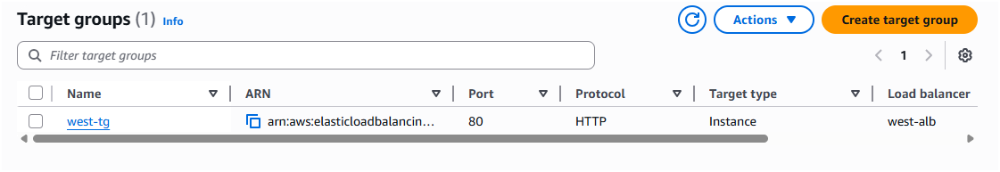 Target groups (1) Info
Actions
Create target group
Filter target groups
1
Name ARN Port Protocol Target type Load balancer
west-tg arn:aws:elasticloadbalancin... 80 HTTP Instance west-alb